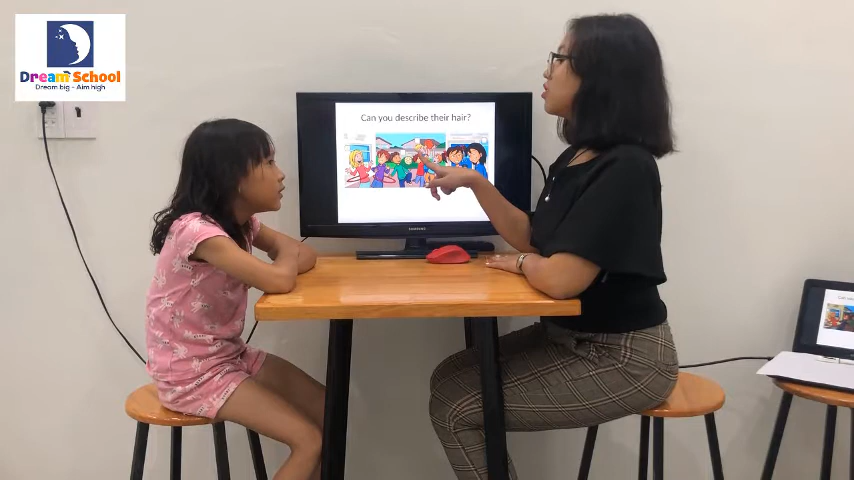 Dream School
Dream big - Aim high
Can you describe their hair?
SAMSUNG